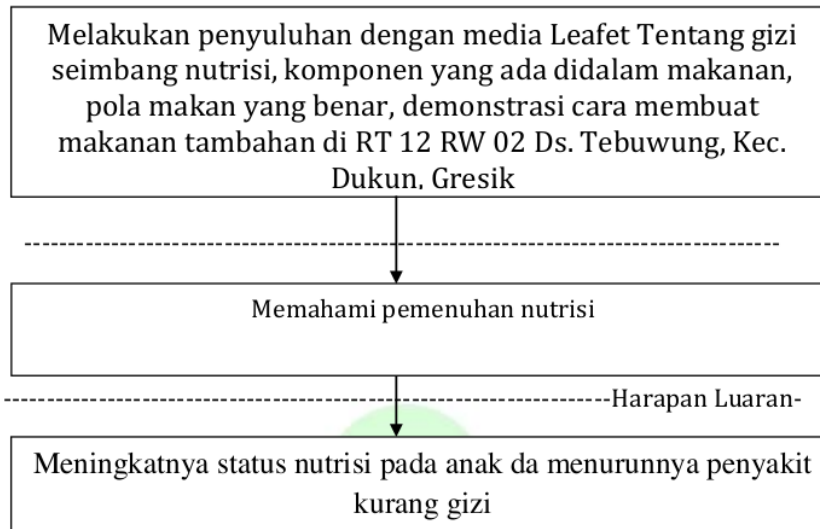 Melakukan penyuluhan dengan media Leafet Tentang gizi
seimbang nutrisi, komponen yang ada didalam makanan,
pola makan yang benar, demonstrasi cara membuat
makanan tambahan di RT 12 RW 02 Ds. Tebuwung, Kec.
Dukun, Gresik
Memahami pemenuhan nutrisi
Harapan Luaran-
Meningkatnya status nutrisi pada anak da menurunnya penyakit
kurang gizi